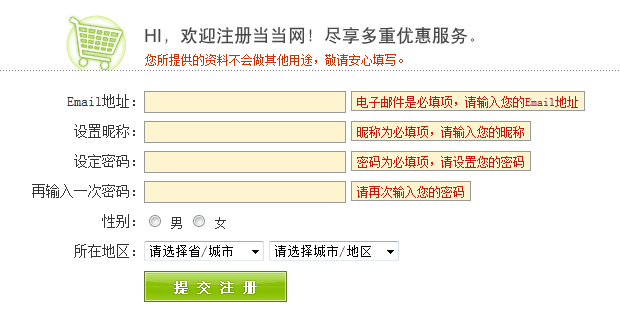 HI，欢迎注册当当网！尽享多重优惠服务。
您所提供的资料不会做其他用途，敬请安心填写。
Email地址： 电子邮件是必填项，请输入您的Email地址
设置昵称： 昵称为必填项，请输入您的昵称
设定密码： 密码为必填项，请设置您的密码
再输入一次密码： 请再次输入您的密码
性别： 男 女
所在地区： 请选择省/城市 请选择城市/地区
提交注册